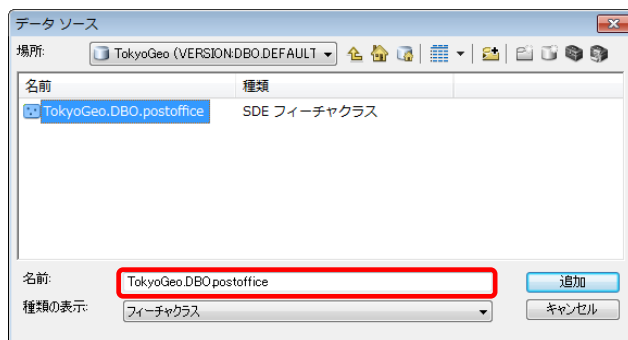 データ ソース
場所: TokyoGeo (VERSION:DBO.DEFAULT
名前 種類
TokyoGeo.DBO.postoffice SDE フィーチャクラス
名前: TokyoGeo.DBO.postoffice 追加
種類の表示: フィーチャクラス キャンセル